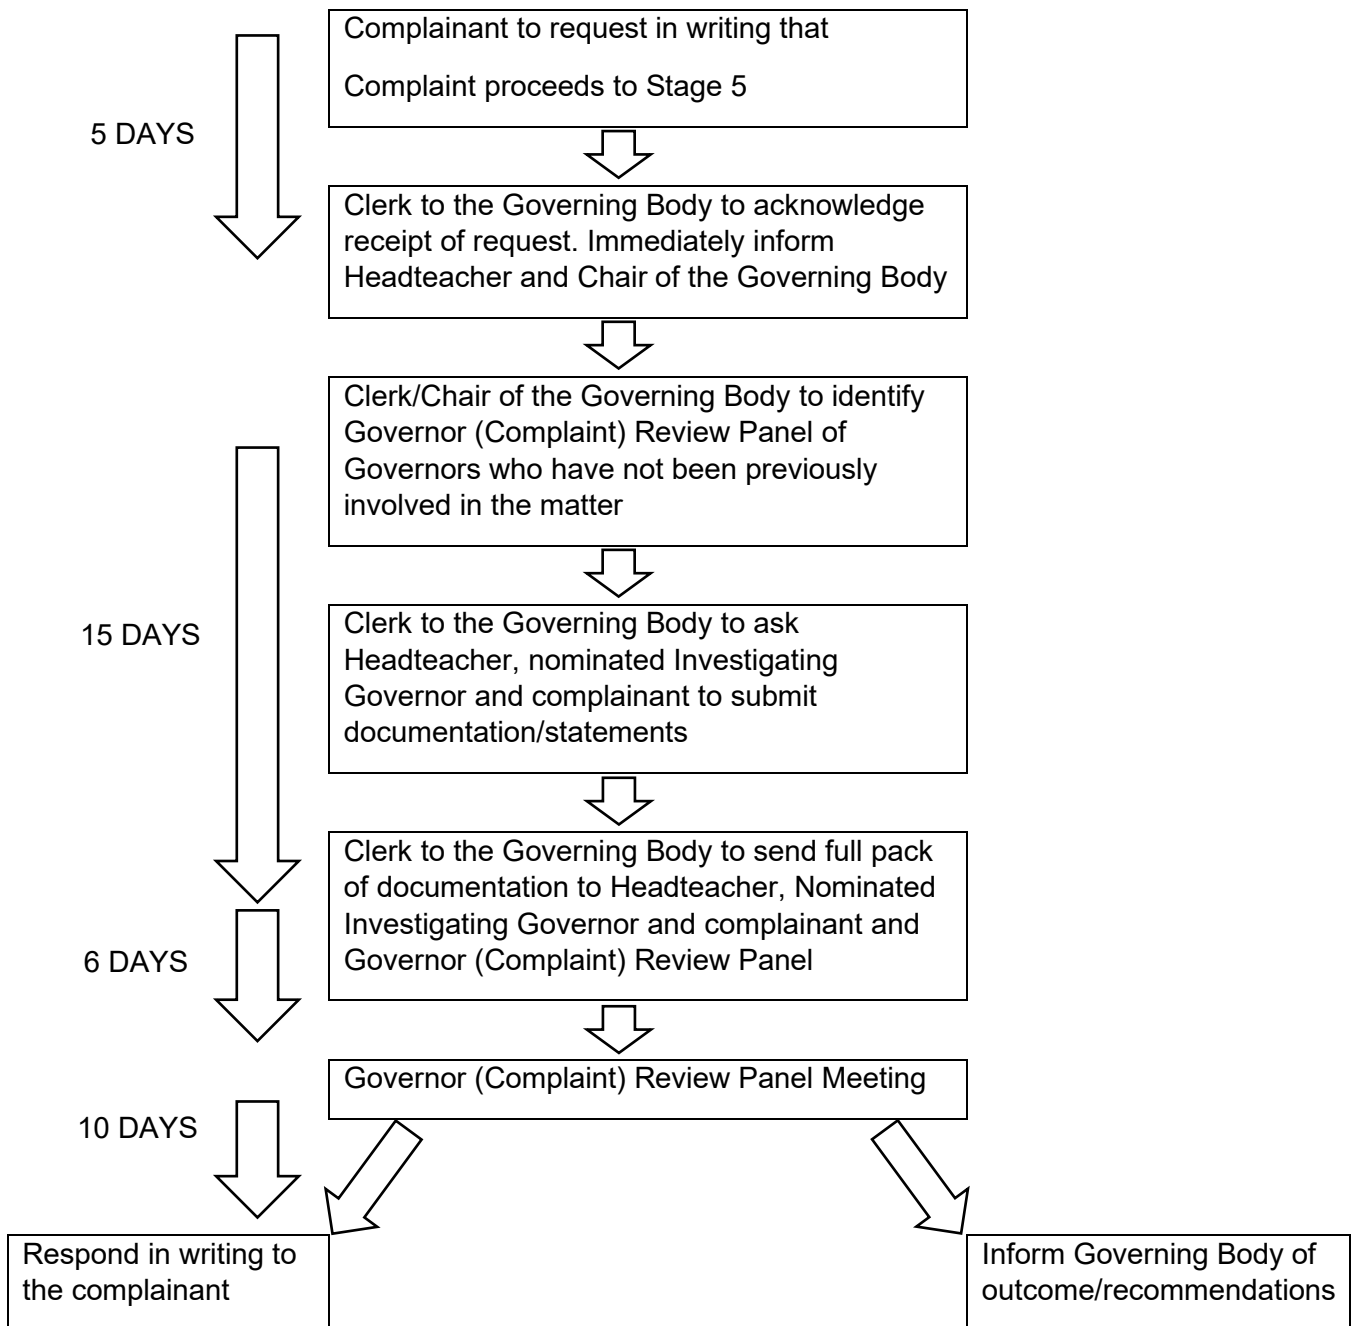 Complainant to request in writing that
Complaint proceeds to Stage 5
5 DAYS
Clerk to the Governing Body to acknowledge
receipt of request. Immediately inform
Headteacher and Chair of the Governing Body
Clerk/Chair of the Governing Body to identify
Governor (Complaint) Review Panel of
Governors who have not been previously
involved in the matter
15 DAYS
Clerk to the Governing Body to ask
Headteacher, nominated Investigating
Governor and complainant to submit
documentation/statements
Clerk to the Governing Body to send full pack
of documentation to Headteacher, Nominated
Investigating Governor and complainant and
Governor (Complaint) Review Panel
6 DAYS
Governor (Complaint) Review Panel Meeting
10 DAYS
Respond in writing to
the complainant
Inform Governing Body of
outcome/recommendations